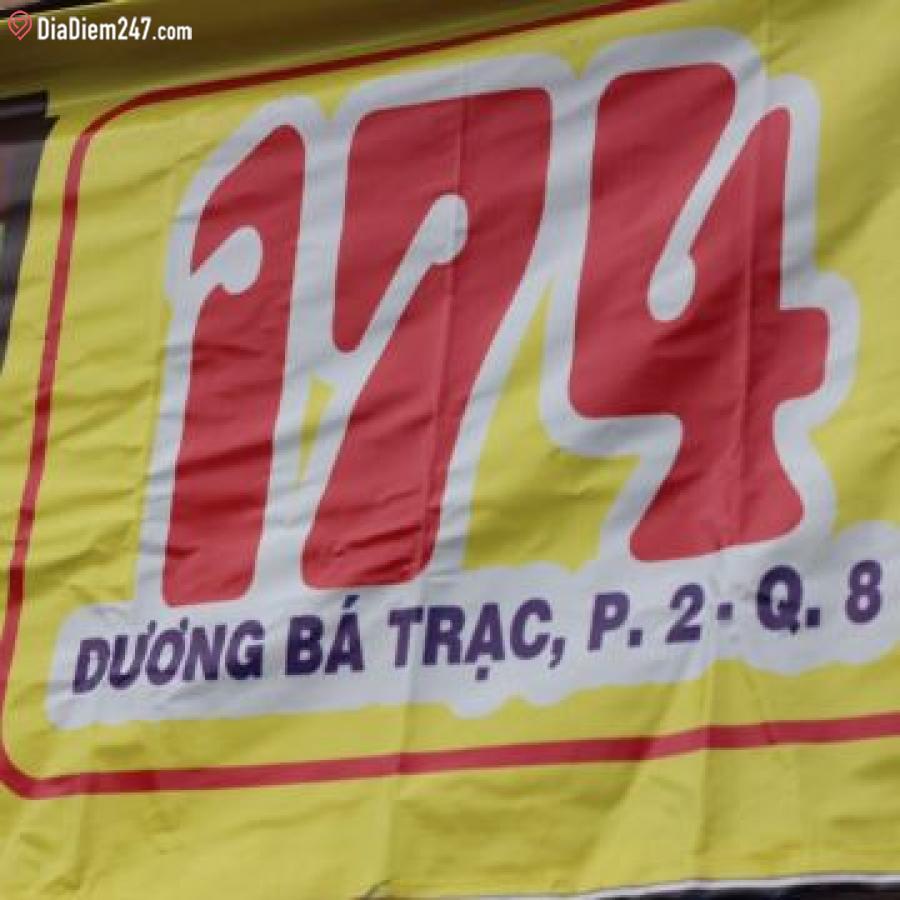 DiaDiem247.com
174
DƯƠNG BÁ TRẠC, P. 2 - Q. 8